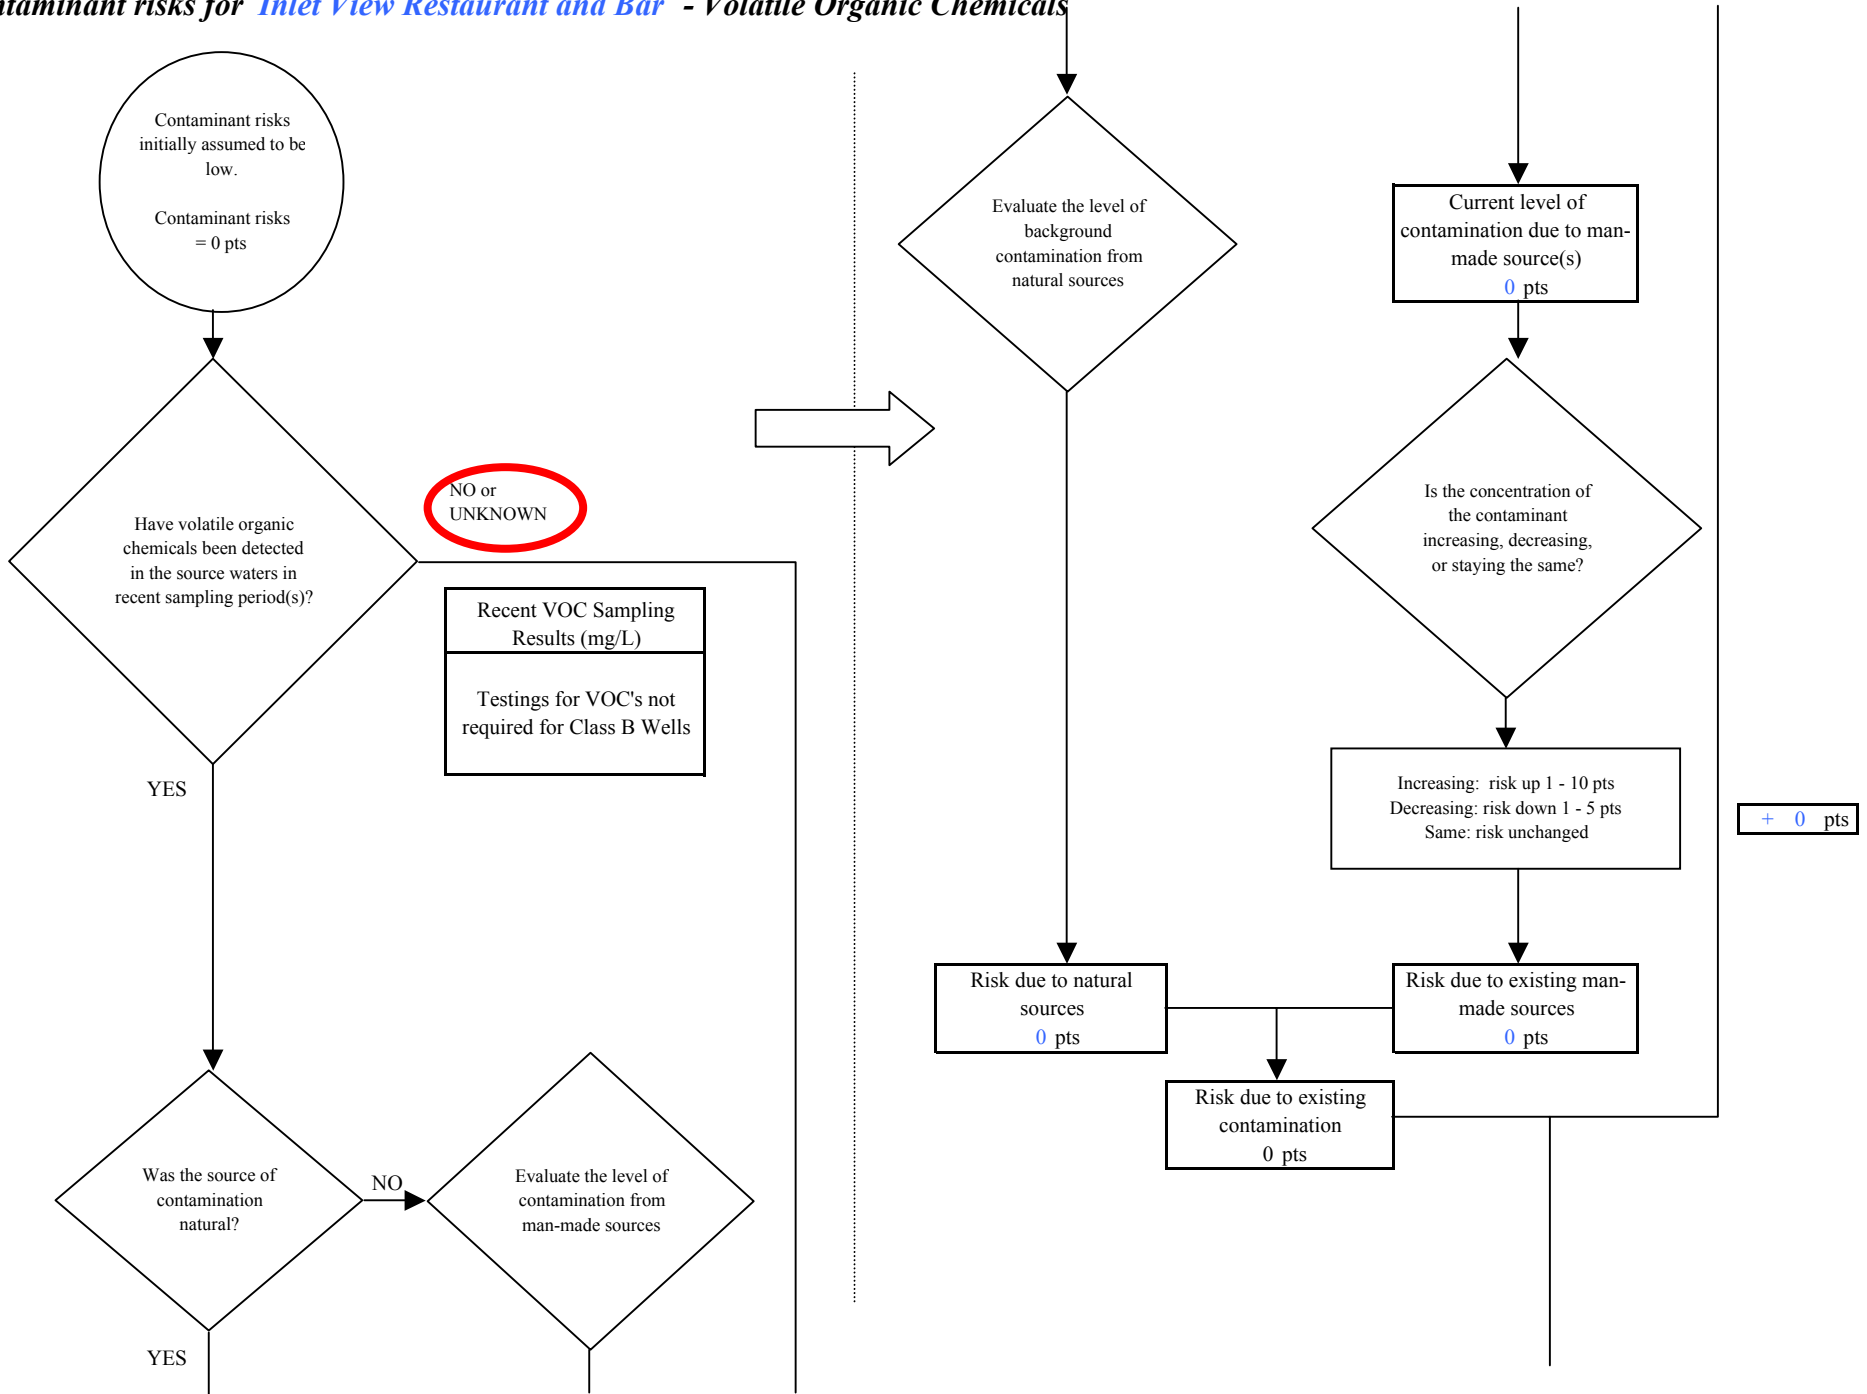 ntaminant risks for Inlet View Restaurant and Bar - Volatile Organic Chemicals
Contaminant risks
initially assumed to be
low.
Contaminant risks
= 0 pts
Have volatile organic
chemicals been detected
in the source waters in
recent sampling period(s)?
NO or
UNKNOWN
Recent VOC Sampling
Results (mg/L)
Testings for VOC's not
required for Class B Wells
YES
Was the source of
contamination
natural?
NO
Evaluate the level of
contamination from
man-made sources
YES
Evaluate the level of
background
contamination from
natural sources
Current level of
contamination due to man-
made source(s)
0 pts
Is the concentration of
the contaminant
increasing, decreasing,
or staying the same?
Increasing: risk up 1 - 10 pts
Decreasing: risk down 1 - 5 pts
Same: risk unchanged
+ 0 pts
Risk due to natural
sources
0 pts
Risk due to existing man-
made sources
0 pts
Risk due to existing
contamination
0 pts